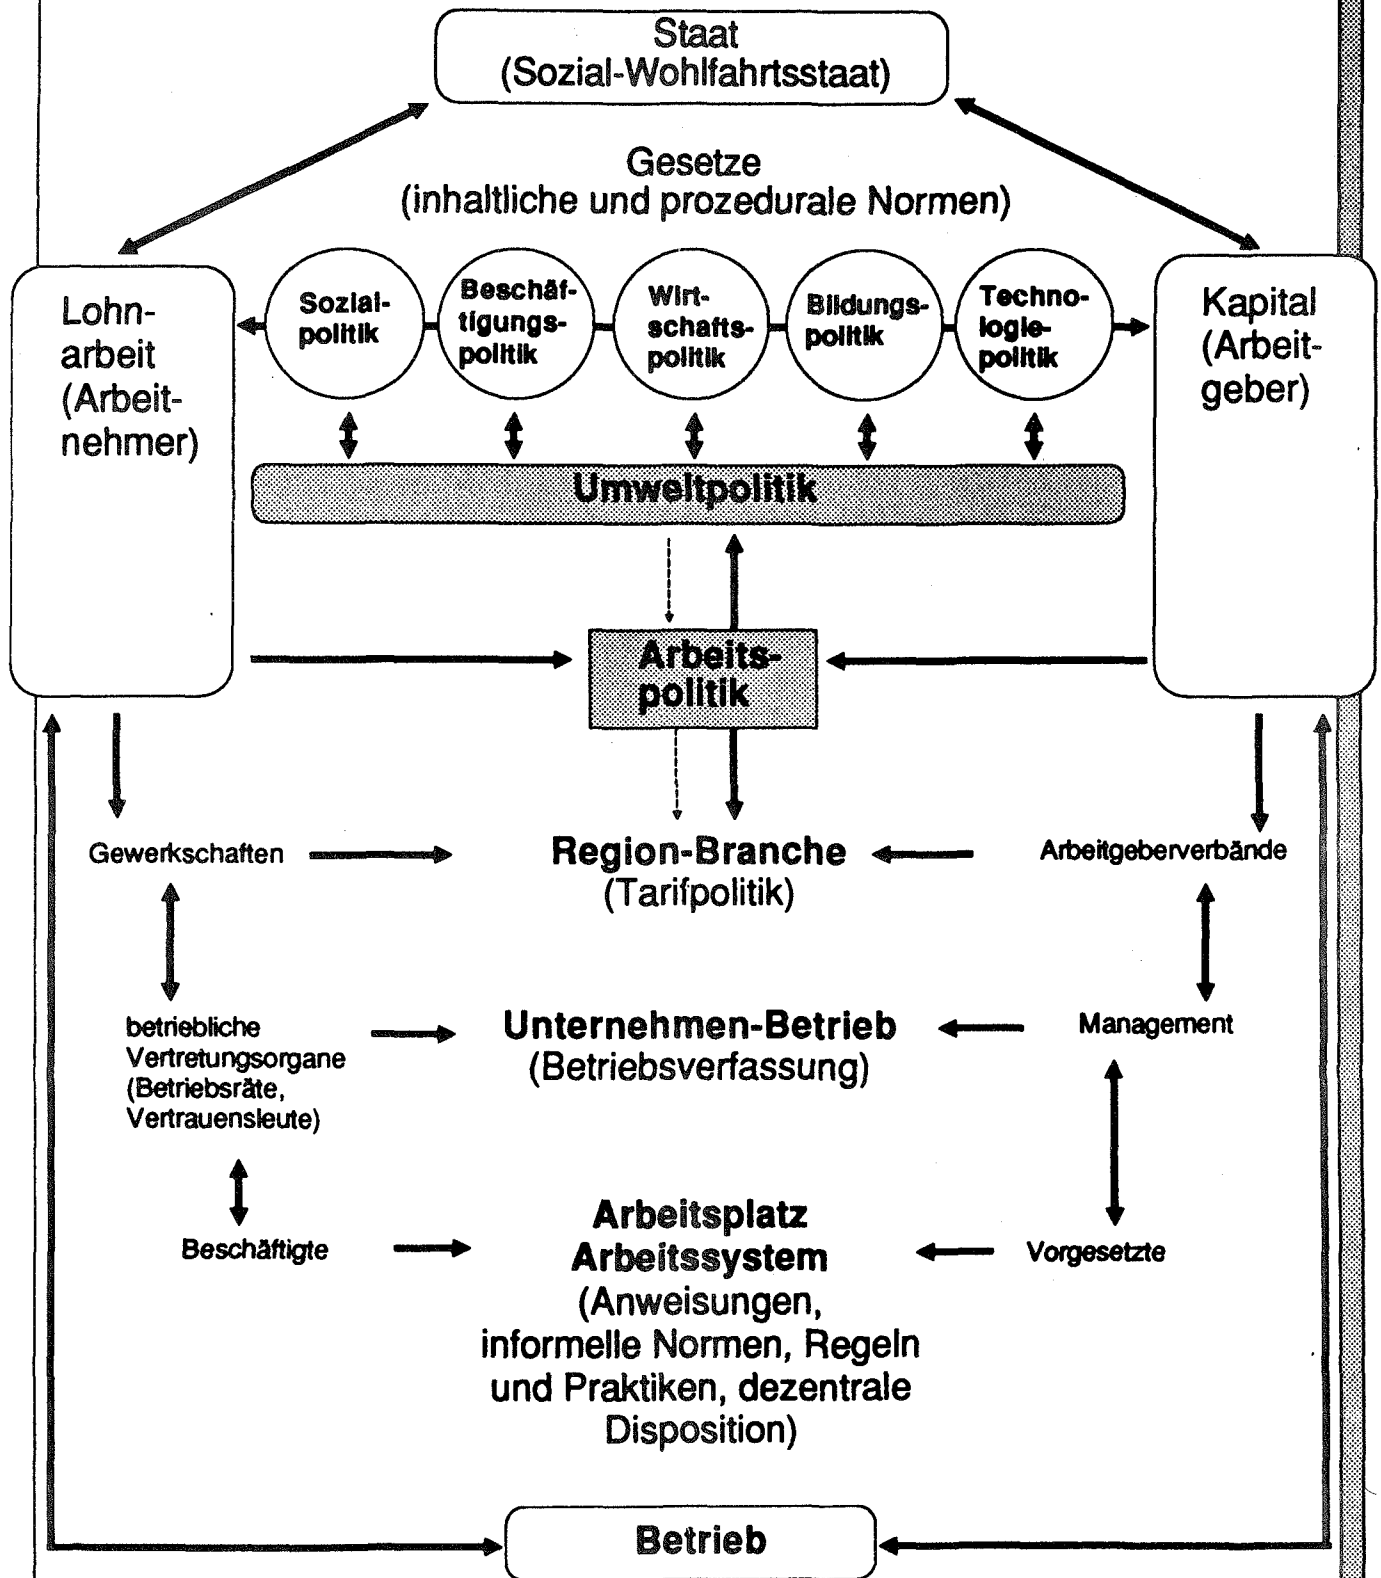 Staat
(Sozial-Wohlfahrtsstaat)
Gesetze
(inhaltliche und prozedurale Normen)
Lohn-
arbeit
(Arbeit-
nehmer)
Sozial-
politik
Beschäf-
tigungs-
politik
Wirt-
schafts-
politik
Bildungs-
politik
Techno-
logie-
politik
Kapital
(Arbeit-
geber)
Umweltpolitik
Arbeits-
politik
Gewerkschaften
Region-Branche
(Tarifpolitik)
Arbeitgeberverbände
betriebliche
Vertretungsorgane
(Betriebsräte,
Vertrauensleute)
Unternehmen-Betrieb
(Betriebsverfassung)
Management
Beschäftigte
Arbeitsplatz
Arbeitssystem
(Anweisungen,
informelle Normen, Regeln
und Praktiken, dezentrale
Disposition)
Vorgesetzte
Betrieb